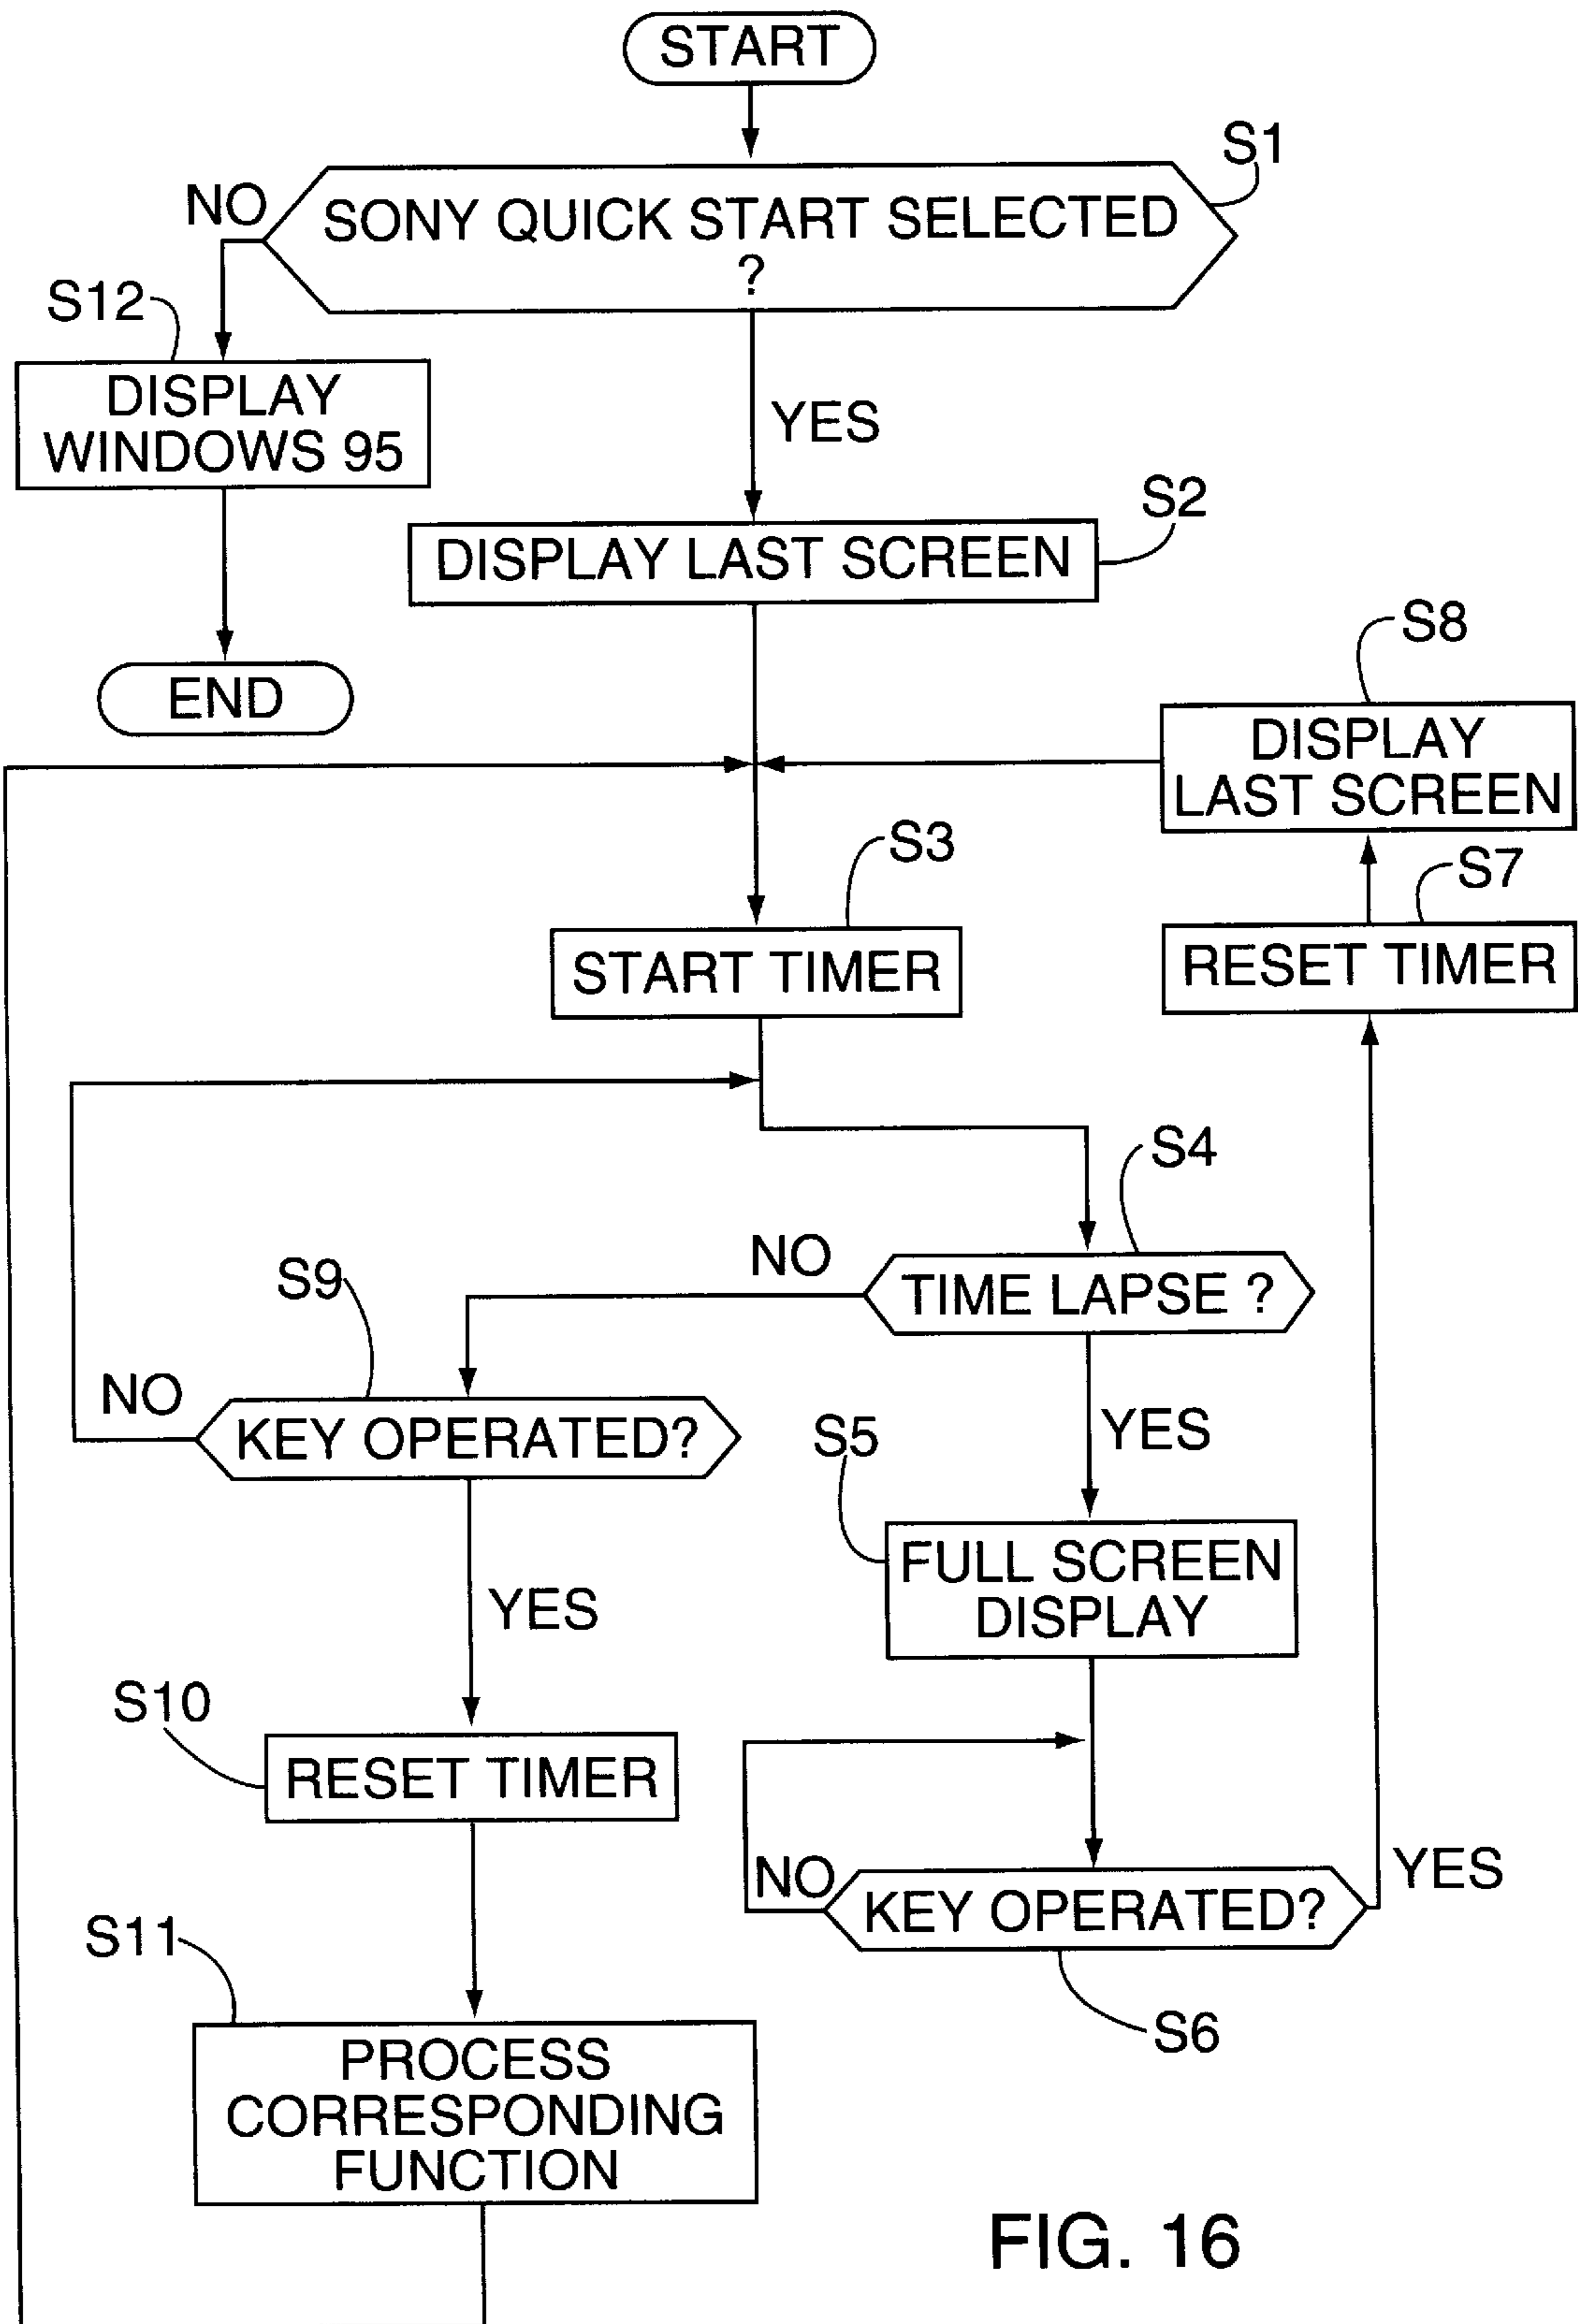 START
S1
NO
SONY QUICK START SELECTED
?
S12
DISPLAY
WINDOWS 95
YES
S2
DISPLAY LAST SCREEN
END
S8
DISPLAY
LAST SCREEN
S3
START TIMER
S7
RESET TIMER
S4
NO
TIME LAPSE ?
S9
NO
KEY OPERATED?
YES
S5
FULL SCREEN
DISPLAY
YES
S10
RESET TIMER
NO
KEY OPERATED?
YES
S6
S11
PROCESS
CORRESPONDING
FUNCTION
FIG. 16